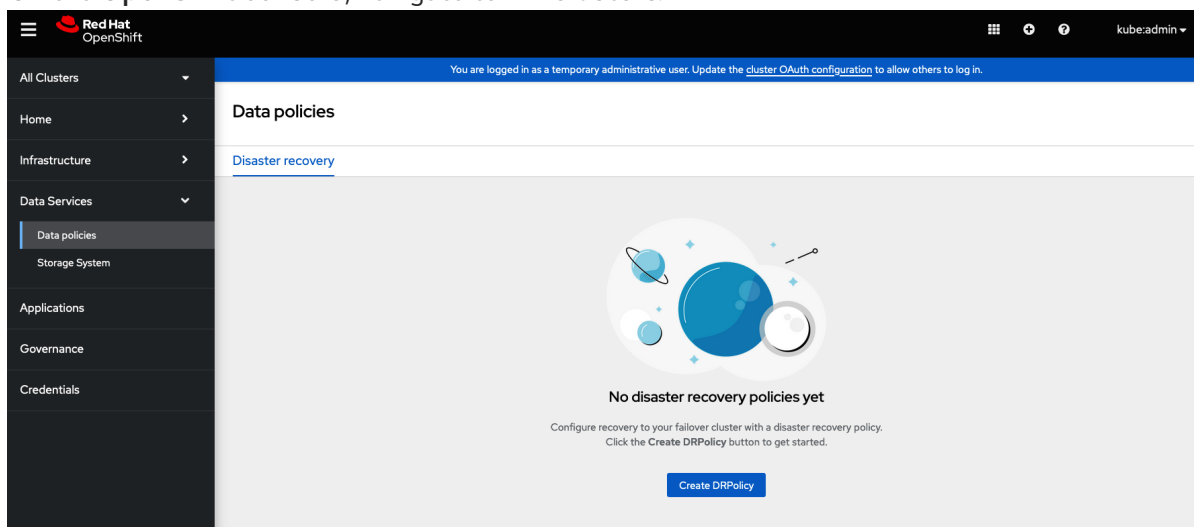 Red Hat
OpenShift
kube:admin
All Clusters
You are logged in as a temporary administrative user. Update the cluster OAuth configuration to allow others to log in.
Home
Data policies
Infrastructure
Disaster recovery
Data Services
Data policies
Storage System
Applications
Governance
Credentials
No disaster recovery policies yet
Configure recovery to your failover cluster with a disaster recovery policy.
Click the Create DRPolicy button to get started.
Create DRPolicy